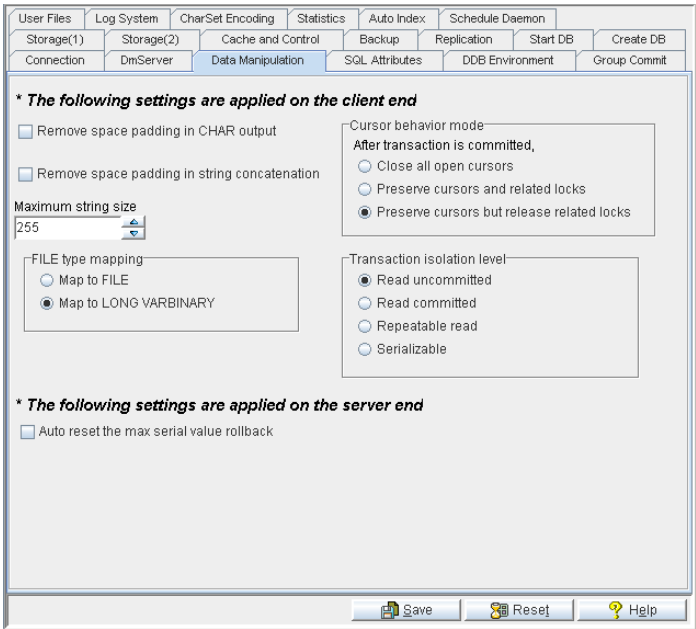 User Files Log System CharSet Encoding Statistics Auto Index Schedule Daemon
Storage(1) Storage(2) Cache and Control Backup Replication Start DB Create DB
Connection DmServer Data Manipulation SQL Attributes DDB Environment Group Commit
* The following settings are applied on the client end
Remove space padding in CHAR output
Remove space padding in string concatenation
Maximum string size
255
FILE type mapping
Map to FILE
Map to LONG VARBINARY
Cursor behavior mode
After transaction is committed,
Close all open cursors
Preserve cursors and related locks
Preserve cursors but release related locks
Transaction isolation level
Read uncommitted
Read committed
Repeatable read
Serializable
* The following settings are applied on the server end
Auto reset the max serial value rollback
Save Reset Help